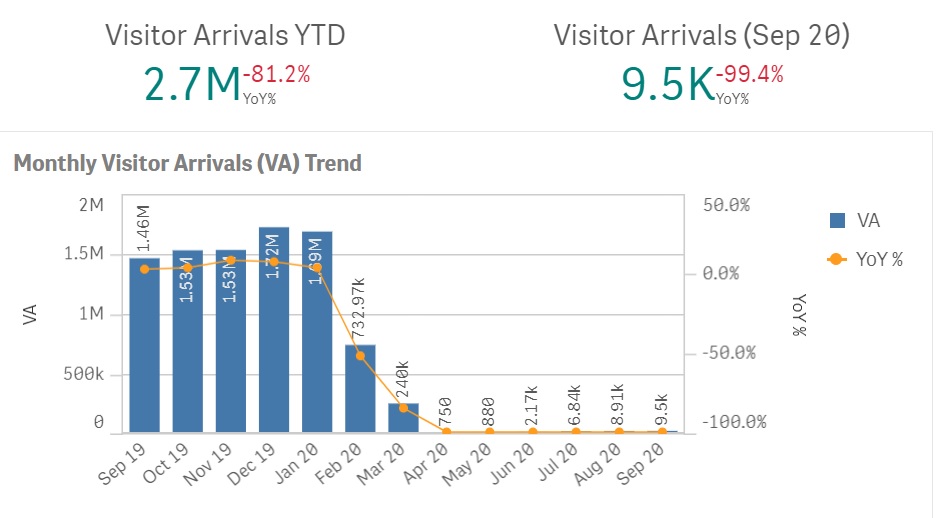 Visitor Arrivals YTD
2.7M -81.2%
YoY%
Visitor Arrivals (Sep 20)
9.5K -99.4%
YoY%
Monthly Visitor Arrivals (VA) Trend
2M
1.5M
1M
500k
0
VA
1.46M
1.53M
1.53M
1.72M
1.69M
732.97k
240k
750
880
2.17k
6.84k
8.91k
9.5k
50.0%
0.0%
-50.0%
-100.0%
YoY %
Sep 19
Oct 19
Nov 19
Dec 19
Jan 20
Feb 20
Mar 20
Apr 20
May 20
Jun 20
Jul 20
Aug 20
Sep 20
VA
YoY %